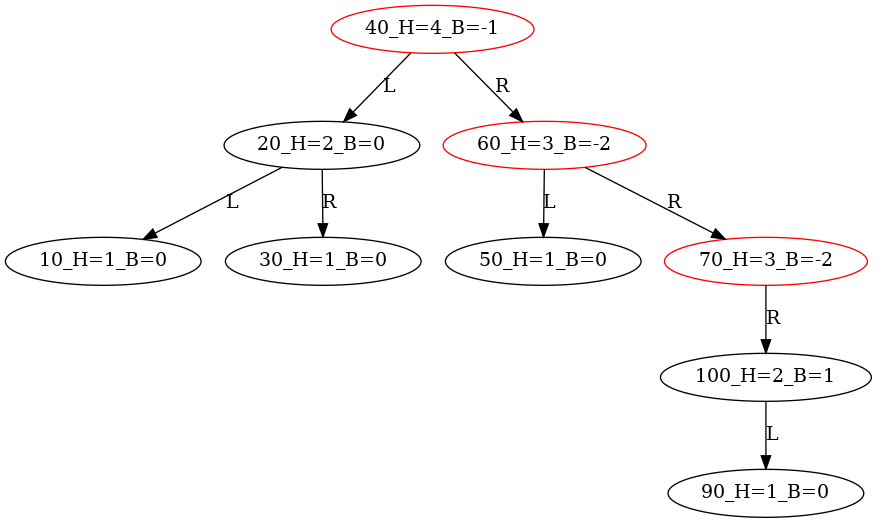 40_H=4_B=-1
L
R
20_H=2_B=0
60_H=3_B=-2
L
R
L
R
10_H=1_B=0
30_H=1_B=0
50_H=1_B=0
70_H=3_B=-2
R
100_H=2_B=1
L
90_H=1_B=0